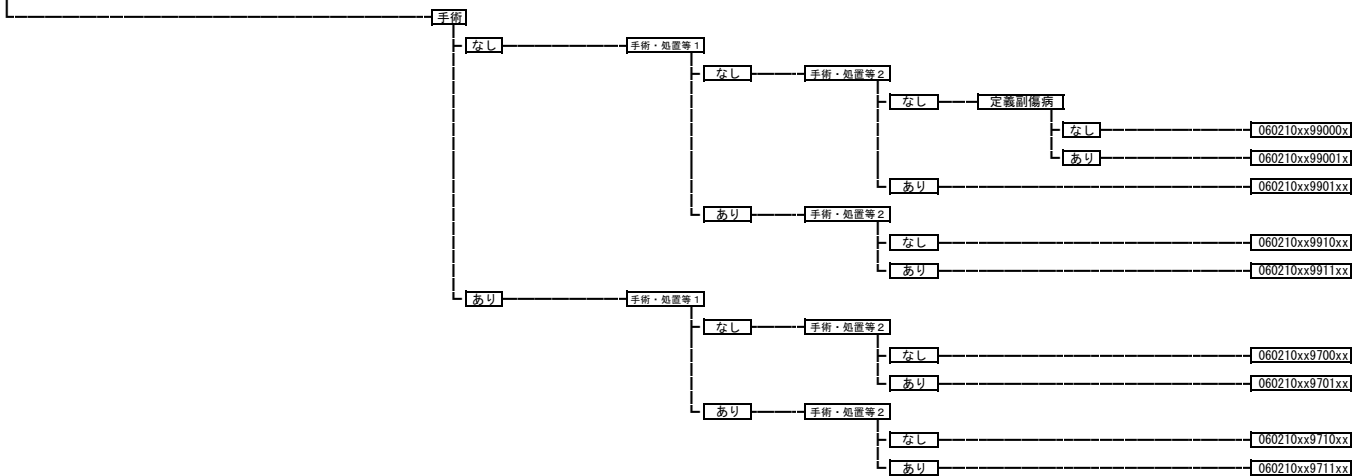 手術
なし 手術・処置等1
なし 手術・処置等2
なし 定義副傷病
なし 060210xx99000x
あり 060210xx99001x
あり 060210xx9901xx
あり 手術・処置等2
なし 060210xx9910xx
あり 060210xx9911xx
あり 手術・処置等1
なし 手術・処置等2
なし 060210xx9700xx
あり 060210xx9701xx
あり 手術・処置等2
なし 060210xx9710xx
あり 060210xx9711xx